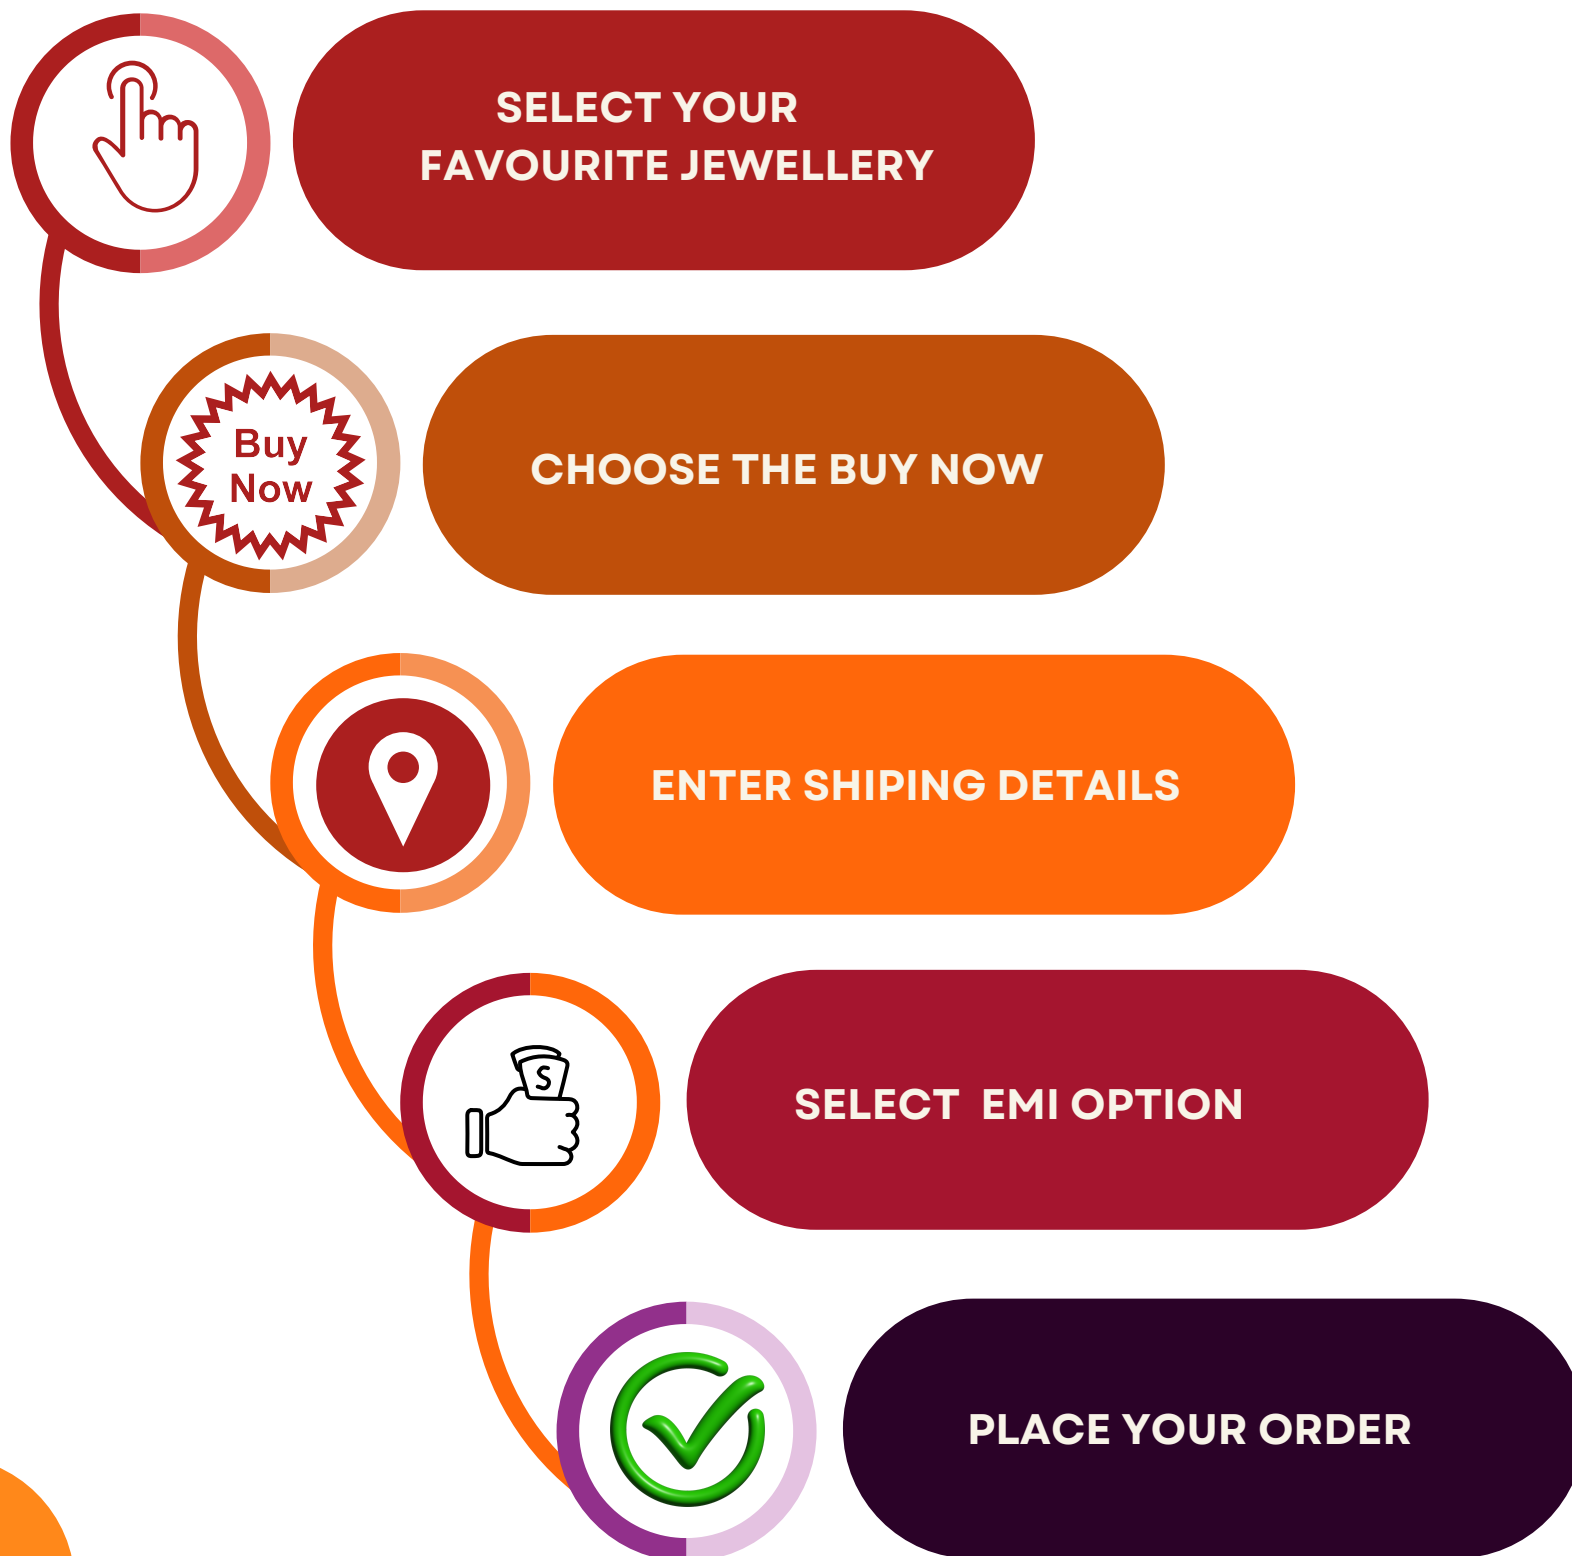 SELECT YOUR
FAVOURITE JEWELLERY
Buy
Now
CHOOSE THE BUY NOW
ENTER SHIPING DETAILS
S
SELECT  EMI OPTION
PLACE YOUR ORDER